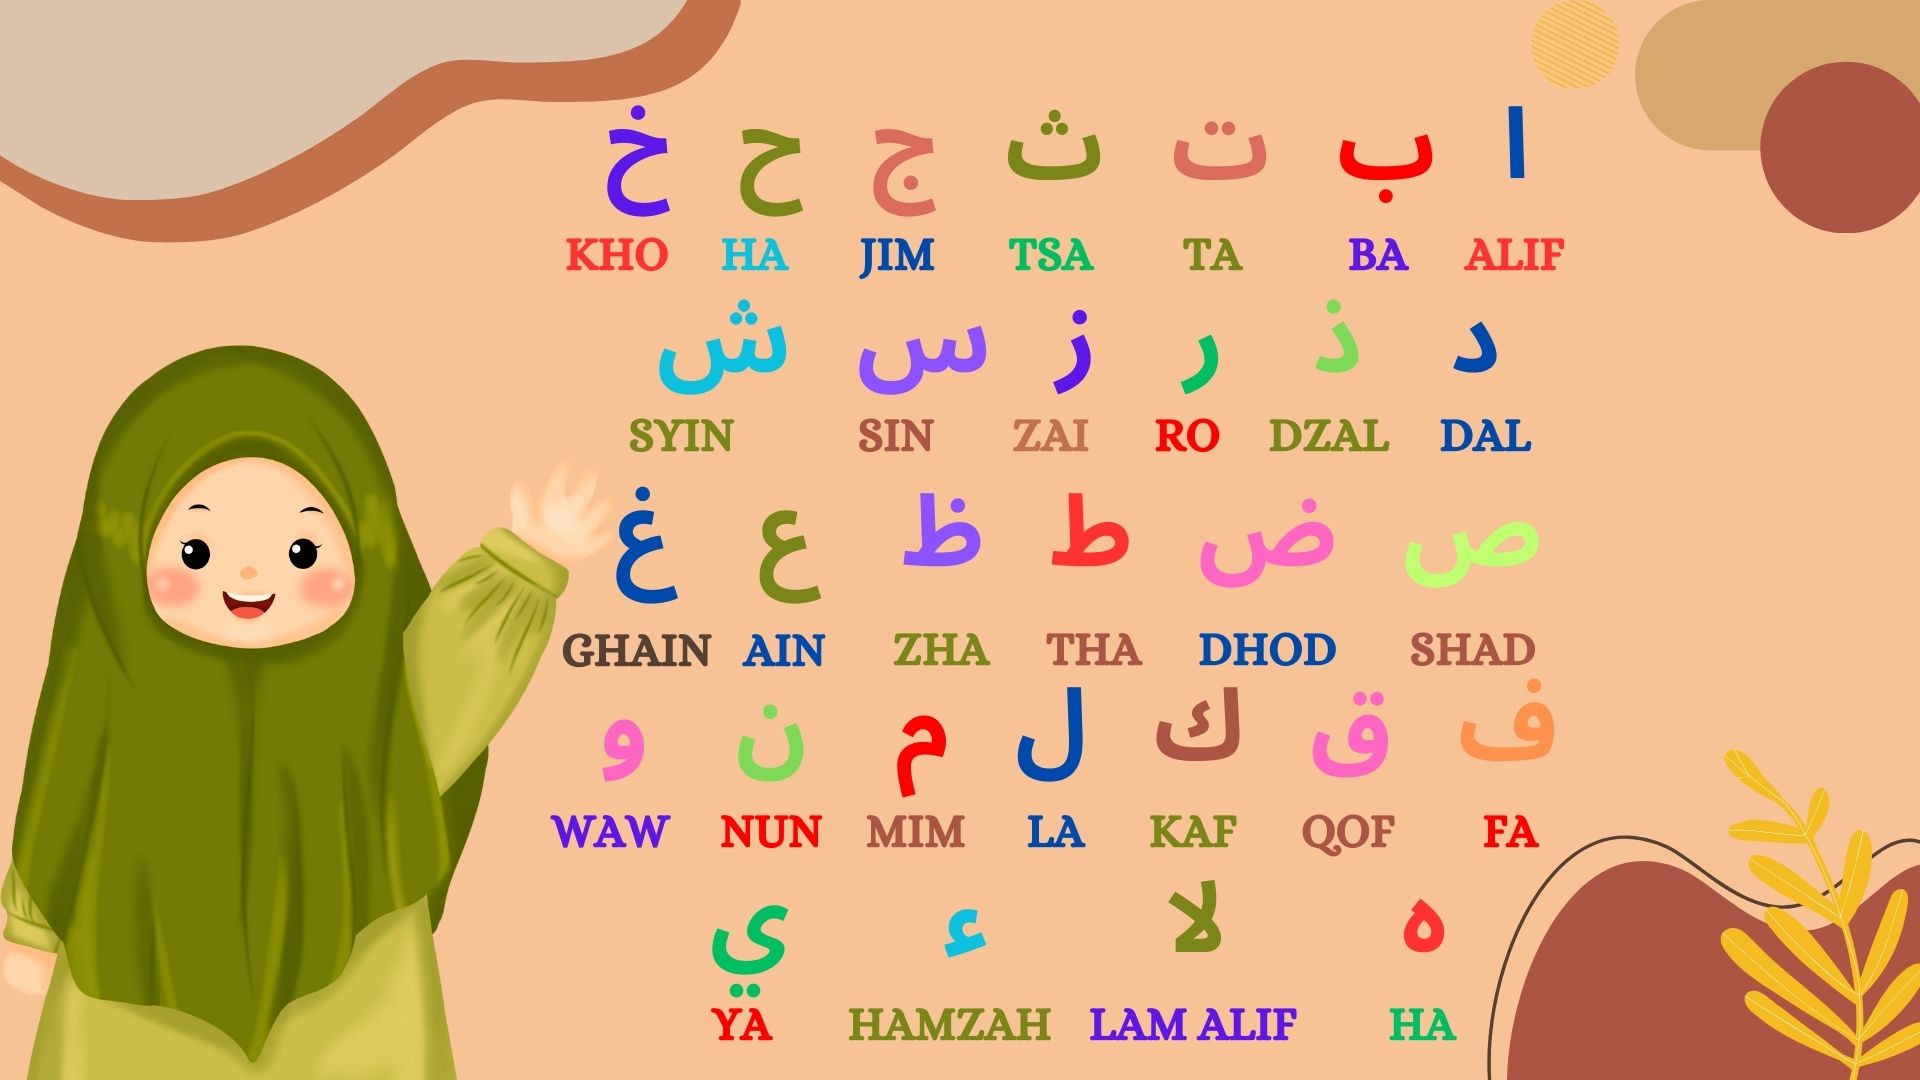 ا ب ت ث ج ح خ
ALIF BA TA TSA JIM HA KHO
د ذ ر ز س ش
DAL DZAL RO ZAI SIN SYIN
ص ض ط ظ ع غ
SHAD DHOD THA ZHA AIN GHAIN
ف ق ك ل م ن و
FA QOF KAF LA MIM NUN WAW
ه لا ء ي
HA LAM ALIF HAMZAH YA